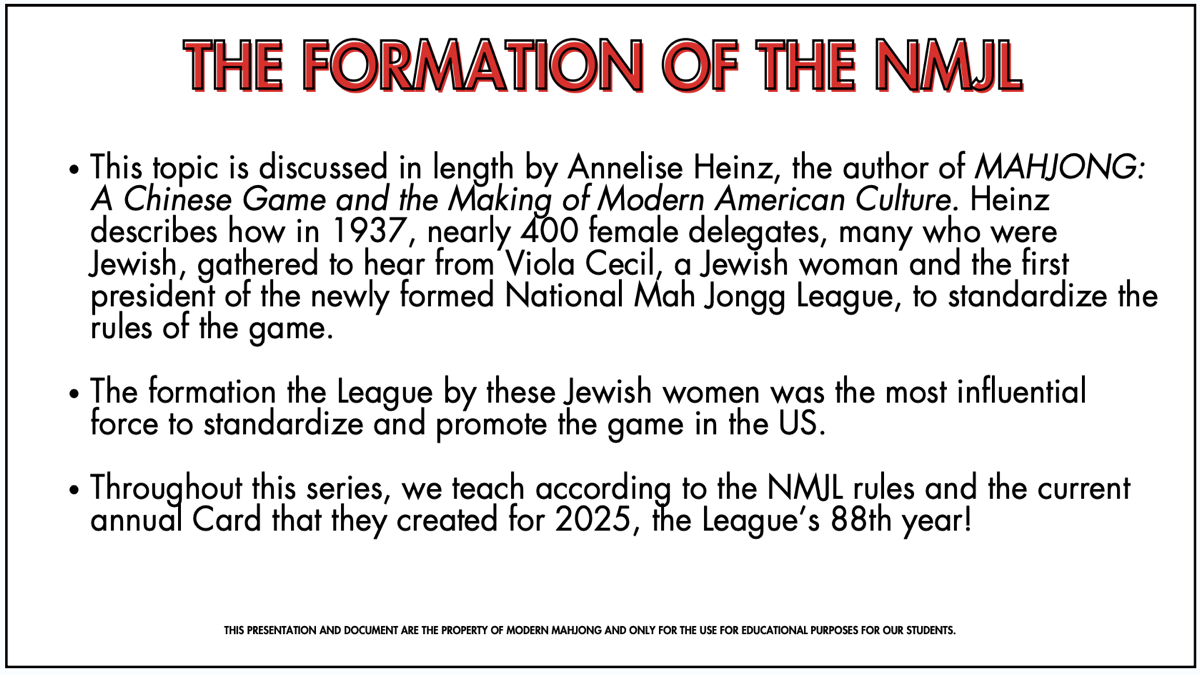 THE FORMATION OF THE NMJL
• This topic is discussed in length by Annelise Heinz, the author of MAHJONG:
A Chinese Game and the Making of Modern American Culture. Heinz
describes how in 1937, nearly 400 female delegates, many who were
Jewish, gathered to hear from Viola Cecil, a Jewish woman and the first
president of the newly formed National Mah Jongg League, to standardize the
rules of the game.
• The formation the League by these Jewish women was the most influential
force to standardize and promote the game in the US.
• Throughout this series, we teach according to the NMJL rules and the current
annual Card that they created for 2025, the League’s 88th year!
THIS PRESENTATION AND DOCUMENT ARE THE PROPERTY OF MODERN MAHJONG AND ONLY FOR THE USE FOR EDUCATIONAL PURPOSES FOR OUR STUDENTS.